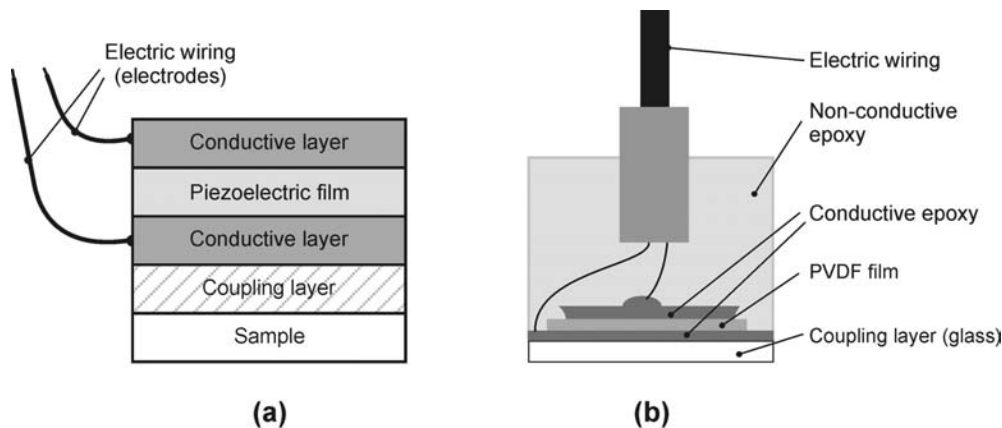 Electric wiring
(electrodes)
Conductive layer
Piezoelectric film
Conductive layer
Coupling layer
Sample
(a)
Electric wiring
Non-conductive
epoxy
Conductive epoxy
PVDF film
Coupling layer (glass)
(b)